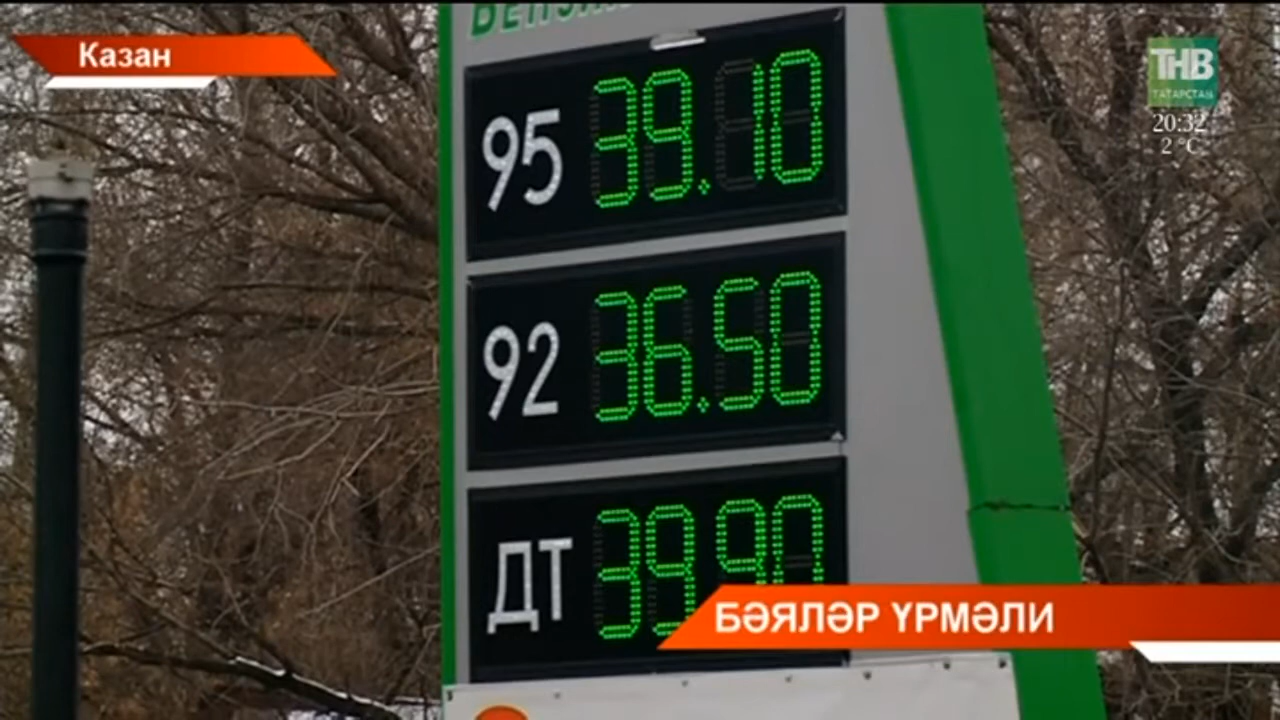 Казан
ТНВ
ТАТАРСТАН
20:32
2 °C
95 39.10
92 36.50
ДТ 39.90
БӘЯЛӘР ҮРМӘЛИ